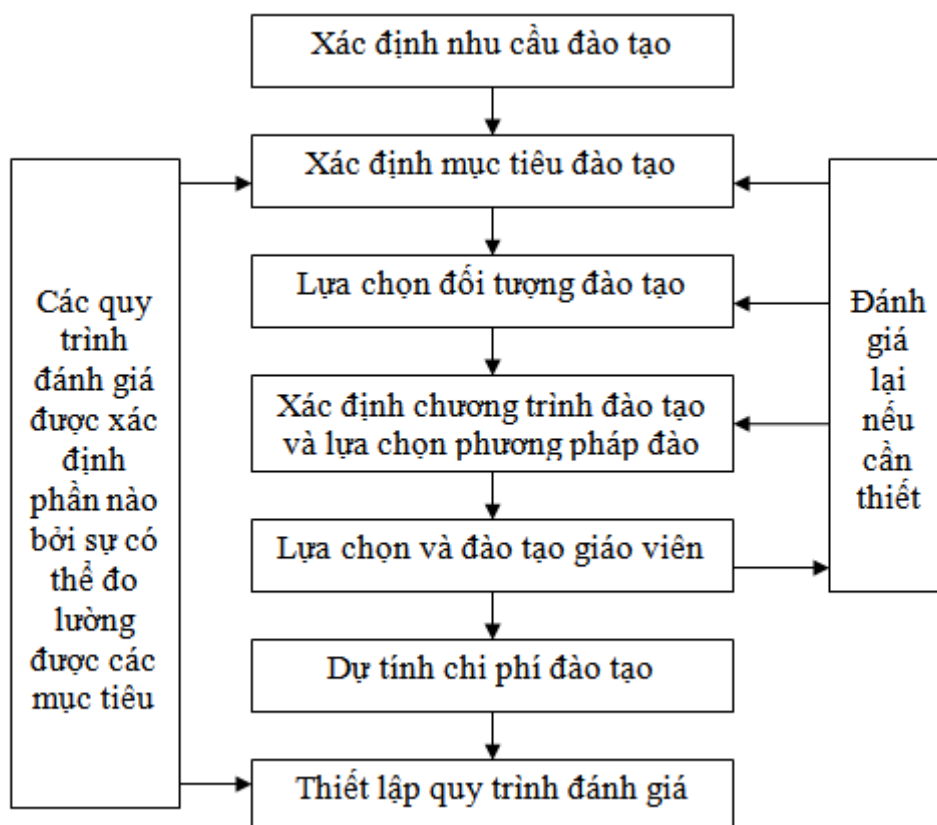 Xác định nhu cầu đào tạo
Xác định mục tiêu đào tạo
Lựa chọn đối tượng đào tạo
Xác định chương trình đào tạo
và lựa chọn phương pháp đào
Lựa chọn và đào tạo giáo viên
Dự tính chi phí đào tạo
Thiết lập quy trình đánh giá
Các quy
trình
đánh giá
được xác
định
phần nào
bởi sự có
thể đo
lường
được các
mục tiêu
Đánh
giá
lại
nếu
cần
thiết